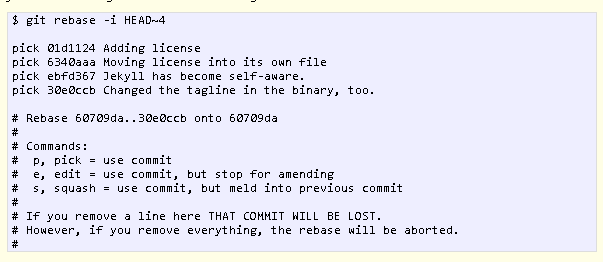 $ git rebase -i HEAD~4
pick 01d1124 Adding license
pick 6340aaa Moving license into its own file
pick ebfd367 Jekyll has become self-aware.
pick 30e0ccb Changed the tagline in the binary, too.
# Rebase 60709da..30e0ccb onto 60709da
#
# Commands:
#  p, pick = use commit
#  e, edit = use commit, but stop for amending
#  s, squash = use commit, but meld into previous commit
#
# If you remove a line here THAT COMMIT WILL BE LOST.
# However, if you remove everything, the rebase will be aborted.
#